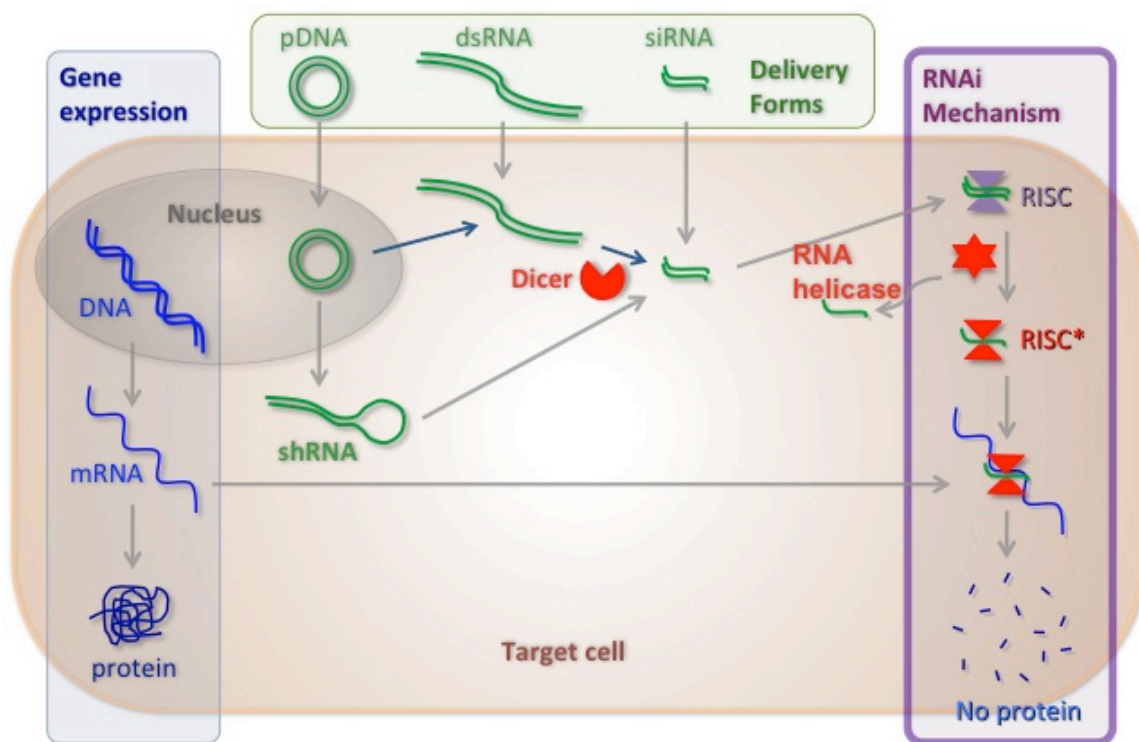 pDNA
dsRNA
siRNA
Delivery
Forms
Gene
expression
RNAi
Mechanism
Nucleus
DNA
RISC
Dicer
RNA
helicase
RISC*
shRNA
mRNA
protein
Target cell
No protein